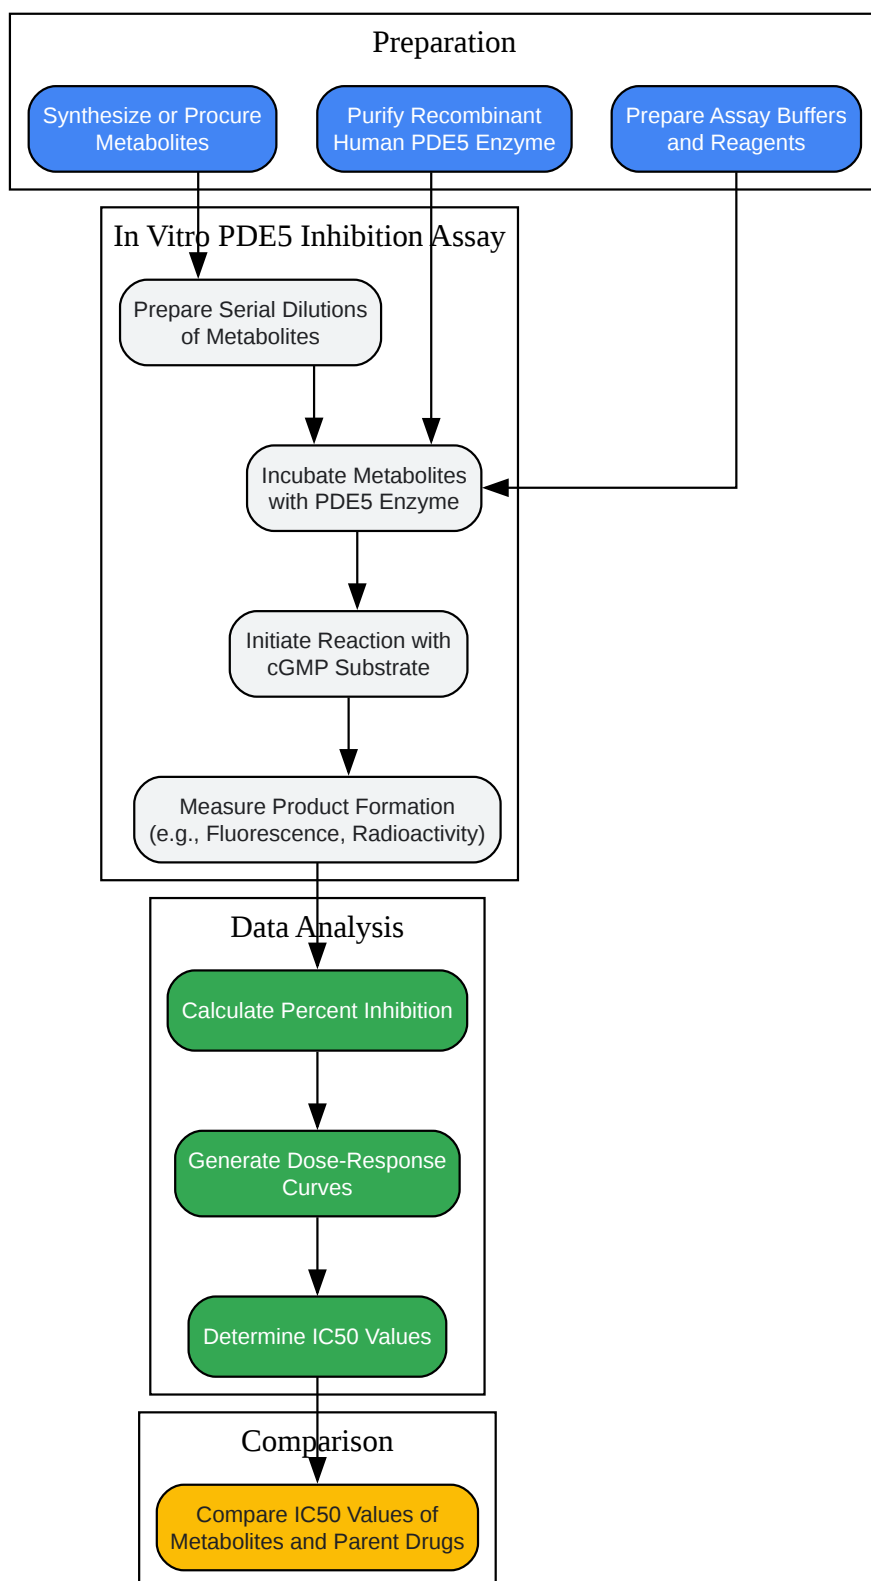 Preparation
Synthesize or Procure
Metabolites
Purify Recombinant
Human PDE5 Enzyme
Prepare Assay Buffers
and Reagents
In Vitro PDE5 Inhibition Assay
Prepare Serial Dilutions
of Metabolites
Incubate Metabolites
with PDE5 Enzyme
Initiate Reaction with
cGMP Substrate
Measure Product Formation
(e.g., Fluorescence, Radioactivity)
Data Analysis
Calculate Percent Inhibition
Generate Dose-Response
Curves
Determine IC50 Values
Comparison
Compare IC50 Values of
Metabolites and Parent Drugs